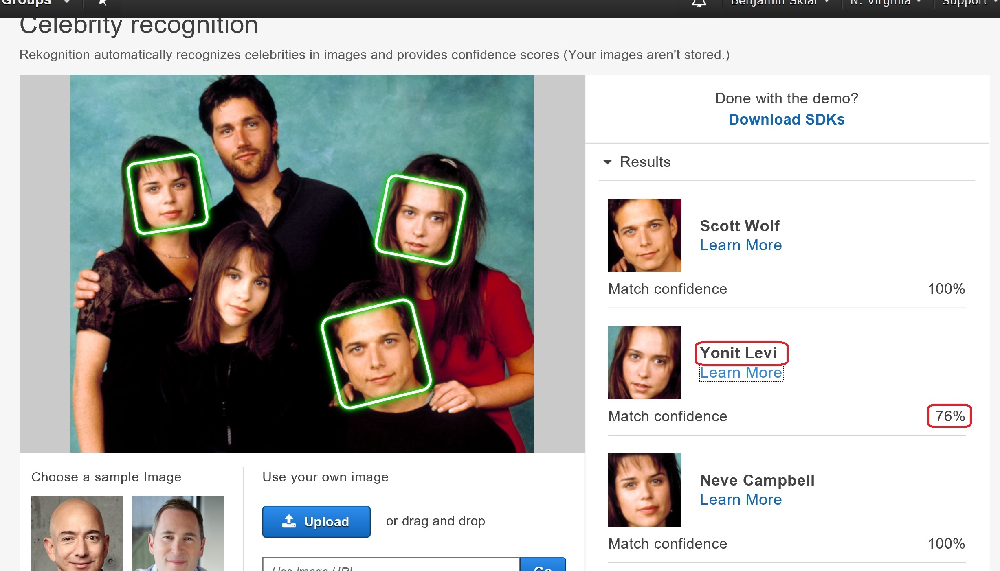 Groups
Benjamin Sklar
N. Virginia
Support
Celebrity recognition
Rekognition automatically recognizes celebrities in images and provides confidence scores (Your images aren't stored.)
Done with the demo?
Download SDKs
Results
Scott Wolf
Learn More
Match confidence 100%
Yonit Levi
Learn More
Match confidence 76%
Neve Campbell
Learn More
Match confidence 100%
Choose a sample Image
Use your own image
Upload or drag and drop
Use image URL
Go